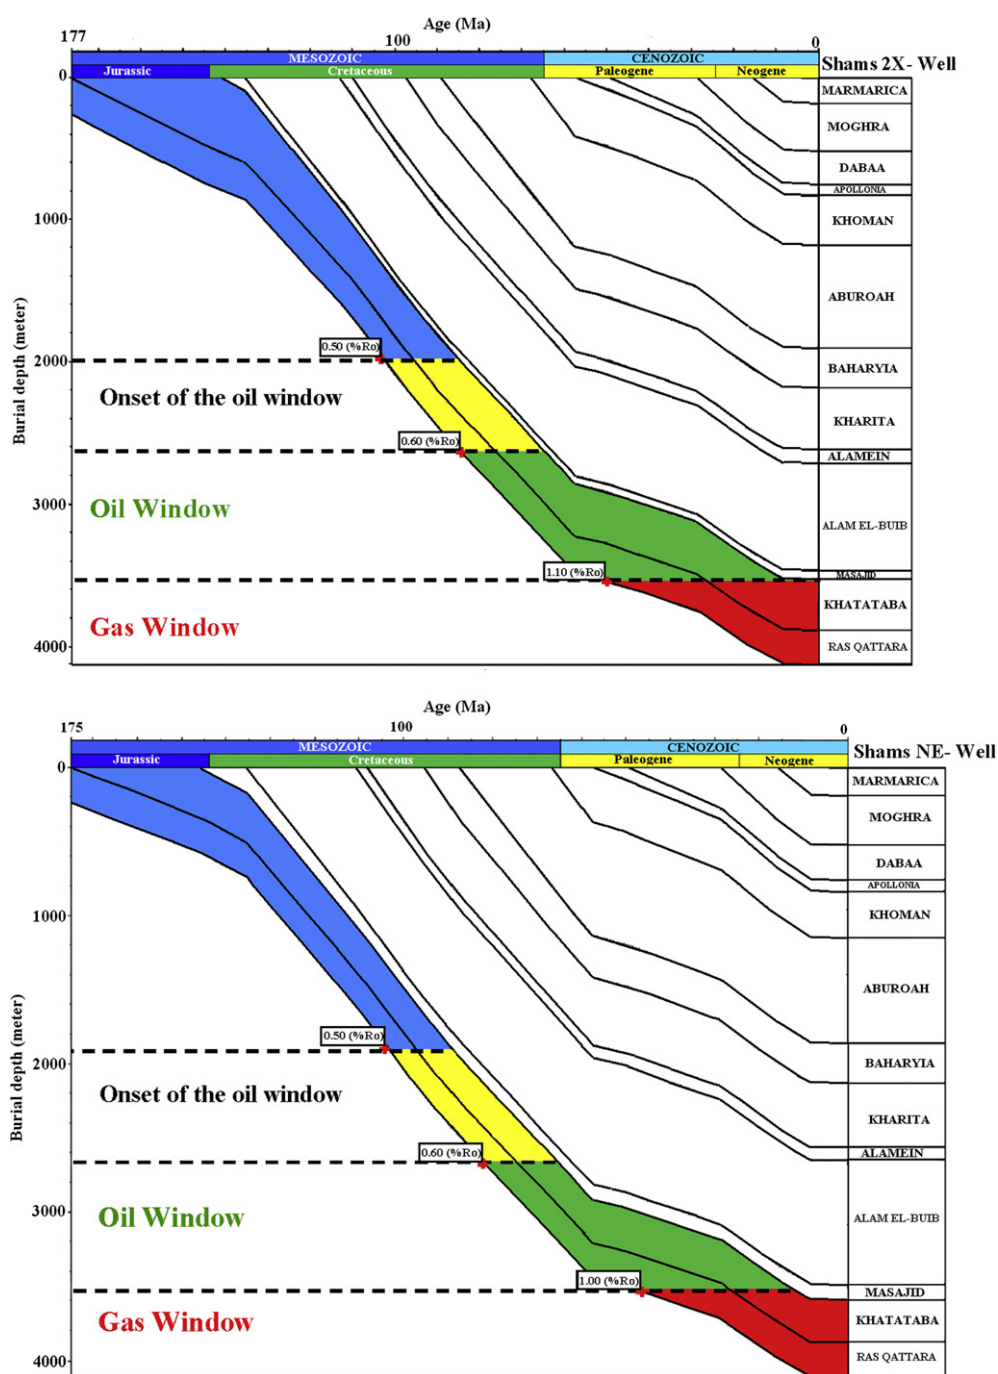 Age (Ma)
177 100 0
MESOZOIC CENOZOIC
Jurassic Cretaceous Paleogene Neogene
Shams 2X- Well
0
1000
2000
3000
4000
Burial depth (meter)
0.50 (%Ro)
Onset of the oil window
0.60 (%Ro)
Oil Window
1.10 (%Ro)
Gas Window
MARMARICA
MOGHRA
DABAA
APOLLONIA
KHOMAN
ABUROAH
BAHARYIA
KHARITA
ALAMEIN
ALAM EL-BUIB
MASAJID
KHATATABA
RAS QATTARA
Age (Ma)
175 100 0
MESOZOIC CENOZOIC
Jurassic Cretaceous Paleogene Neogene
Shams NE- Well
0
1000
2000
3000
4000
Burial depth (meter)
0.50 (%Ro)
Onset of the oil window
0.60 (%Ro)
Oil Window
1.00 (%Ro)
Gas Window
MARMARICA
MOGHRA
DABAA
APOLLONIA
KHOMAN
ABUROAH
BAHARYIA
KHARITA
ALAMEIN
ALAM EL-BUIB
MASAJID
KHATATABA
RAS QATTARA